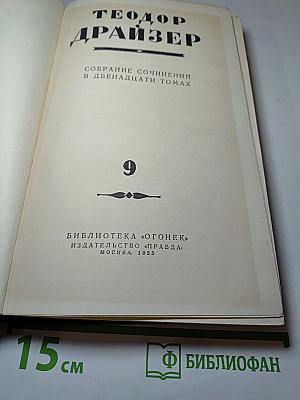 ТЕОДОР
ДРАЙЗЕР
СОБРАНИЕ СОЧИНЕНИЙ
В ДВЕНАДЦАТИ ТОМАХ
9
БИБЛИОТЕКА «ОГОНЕК»
ИЗДАТЕЛЬСТВО «ПРАВДА»
МОСКВА, 1955
15 см
Ф БИБЛИОФАН